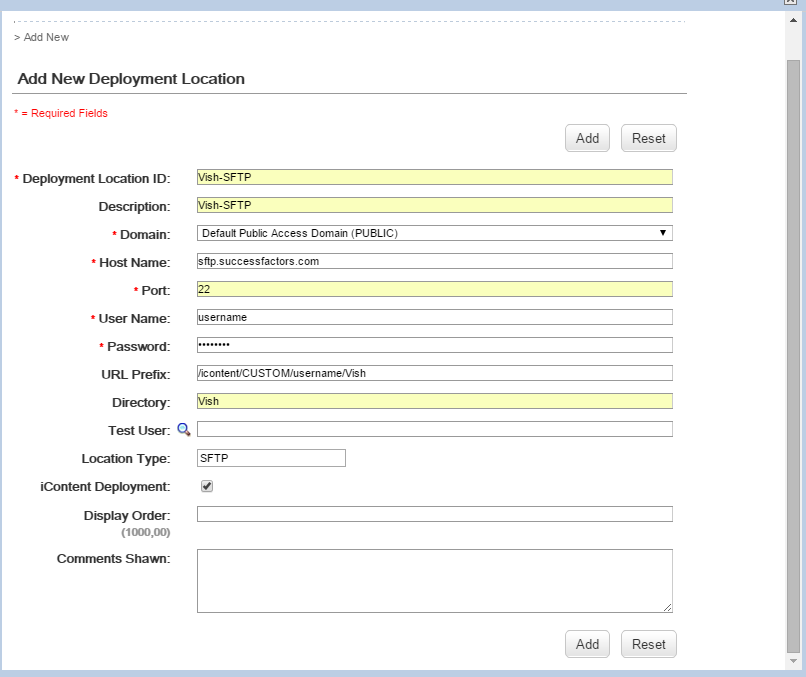 > Add New
Add New Deployment Location
* = Required Fields
Add Reset
* Deployment Location ID: Vish-SFTP
Description: Vish-SFTP
* Domain: Default Public Access Domain (PUBLIC) ▼
* Host Name: sftp.successfactors.com
* Port: 22
* User Name: username
* Password: ••••••••
URL Prefix: /icontent/CUSTOM/username/Vish
Directory: Vish
Test User:
Location Type: SFTP
iContent Deployment:
Display Order:
(1000,00)
Comments Shown:
Add Reset